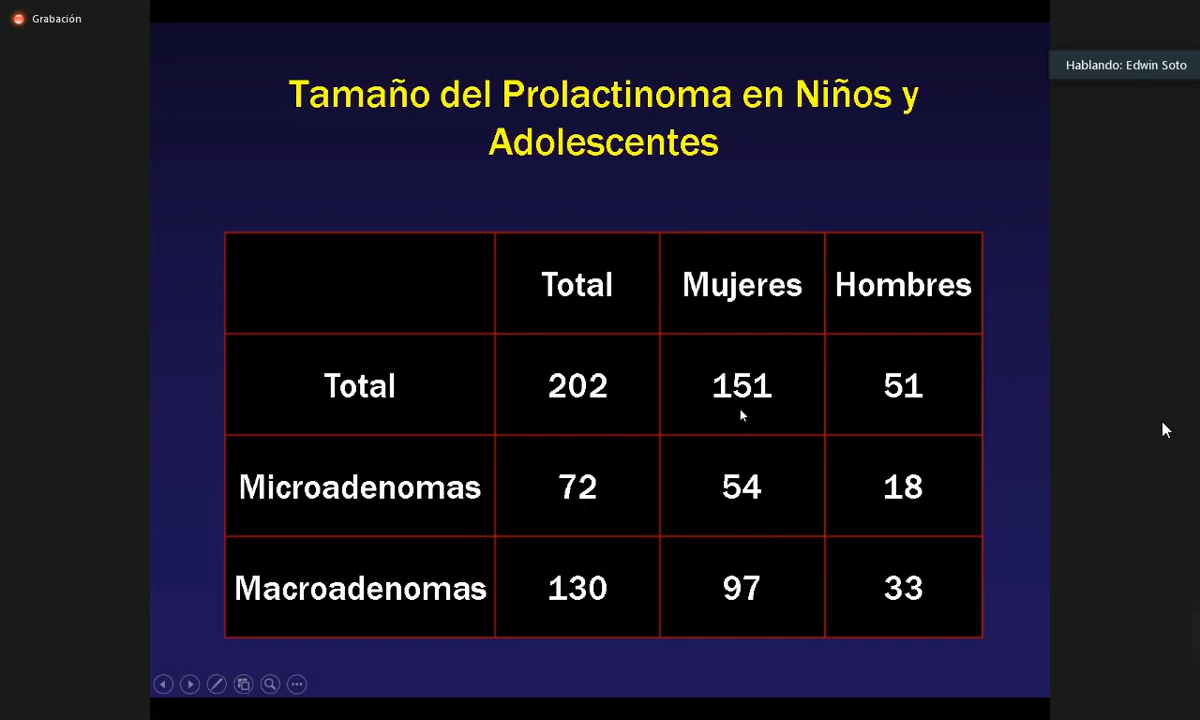 Grabación
Hablando: Edwin Soto
Tamaño del Prolactinoma en Niños y
Adolescentes
Total Mujeres Hombres
Total 202 151 51
Microadenomas 72 54 18
Macroadenomas 130 97 33